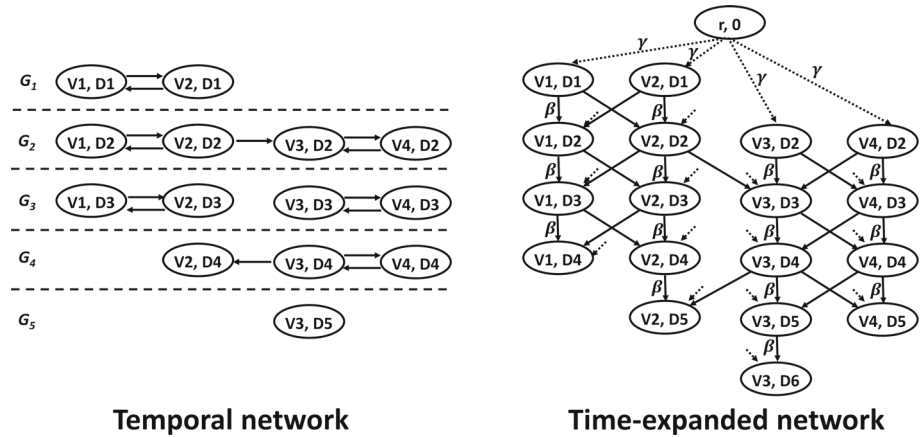 G1
V1, D1
V2, D1
G2
V1, D2
V2, D2
V3, D2
V4, D2
G3
V1, D3
V2, D3
V3, D3
V4, D3
G4
V2, D4
V3, D4
V4, D4
G5
V3, D5
Temporal network
r, 0
γ
γ
γ
γ
V1, D1
V2, D1
β
β
V1, D2
V2, D2
V3, D2
V4, D2
β
β
β
β
V1, D3
V2, D3
V3, D3
V4, D3
β
β
β
β
V1, D4
V2, D4
V3, D4
V4, D4
β
β
β
V2, D5
V3, D5
V4, D5
β
V3, D6
Time-expanded network